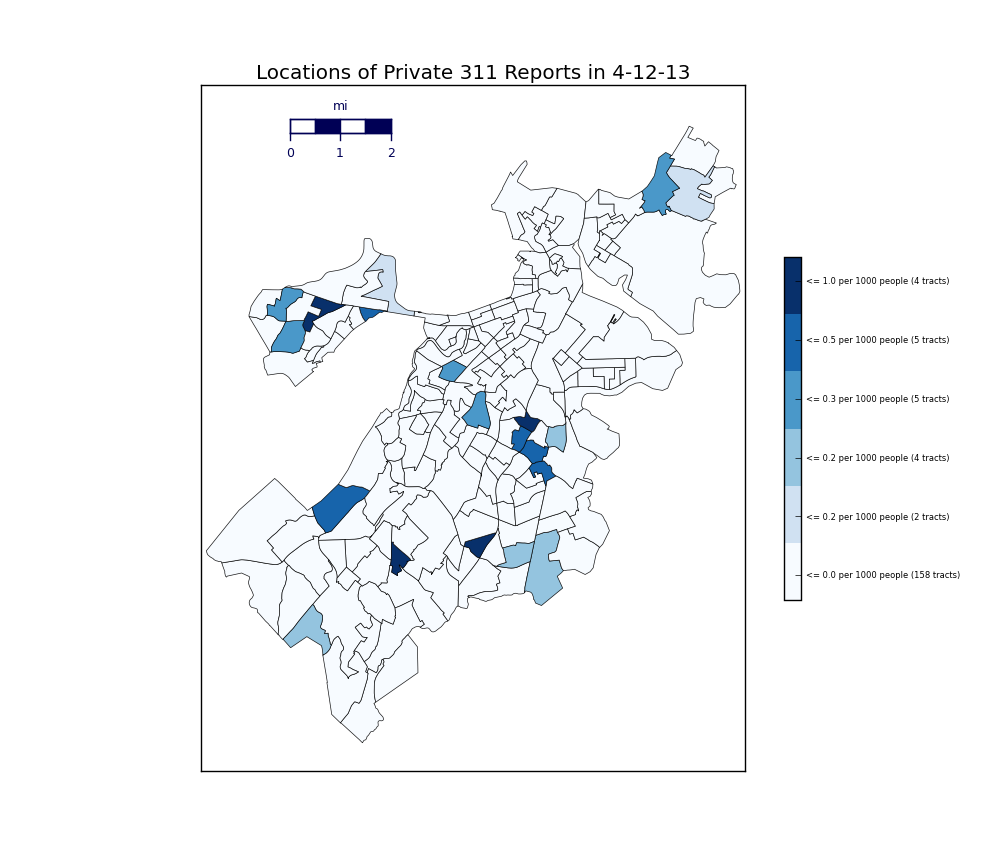 Locations of Private 311 Reports in 4-12-13
mi
0 1 2
<= 1.0 per 1000 people (4 tracts)
<= 0.5 per 1000 people (5 tracts)
<= 0.3 per 1000 people (5 tracts)
<= 0.2 per 1000 people (4 tracts)
<= 0.2 per 1000 people (2 tracts)
<= 0.0 per 1000 people (158 tracts)